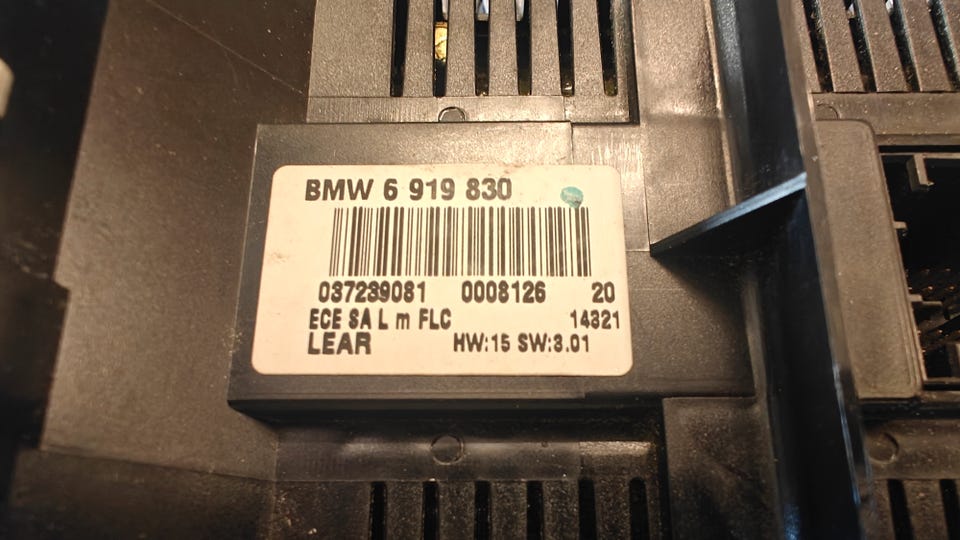 BMW 6 919 830
037239081 0008126 20
ECE SA L m FLC 14321
LEAR HW:15 SW:3.01